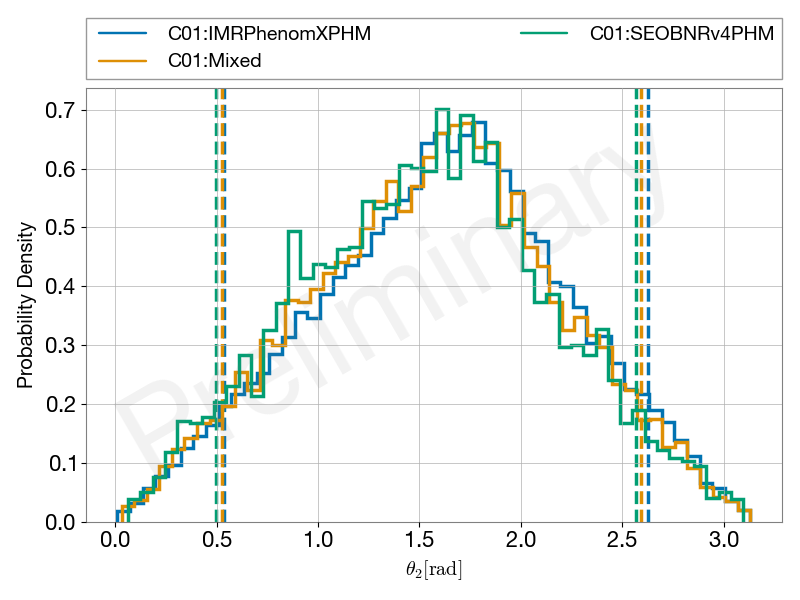 C01:IMRPhenomXPHM
C01:Mixed
C01:SEOBNRv4PHM
0.7
0.6
0.5
0.4
0.3
0.2
0.1
0.0
Probability Density
Preliminary
0.0 0.5 1.0 1.5 2.0 2.5 3.0
θ₂[rad]